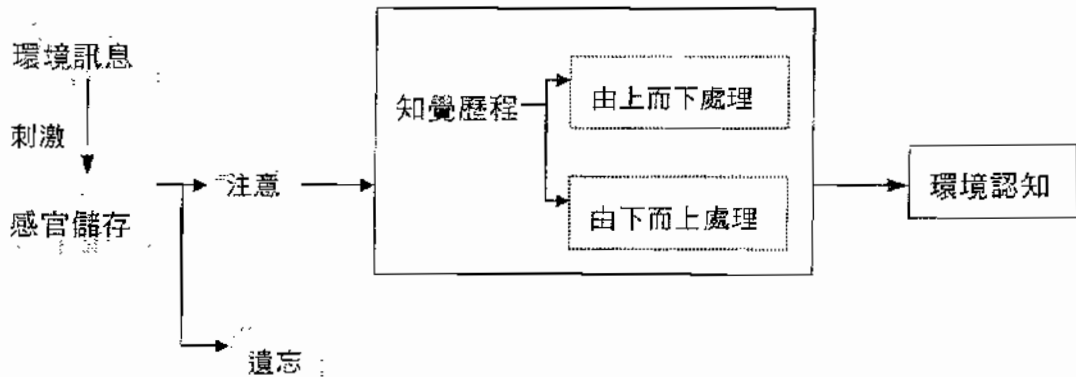 環境訊息
刺激
感官儲存
注意
遺忘
知覺歷程
由上而下處理
由下而上處理
環境認知